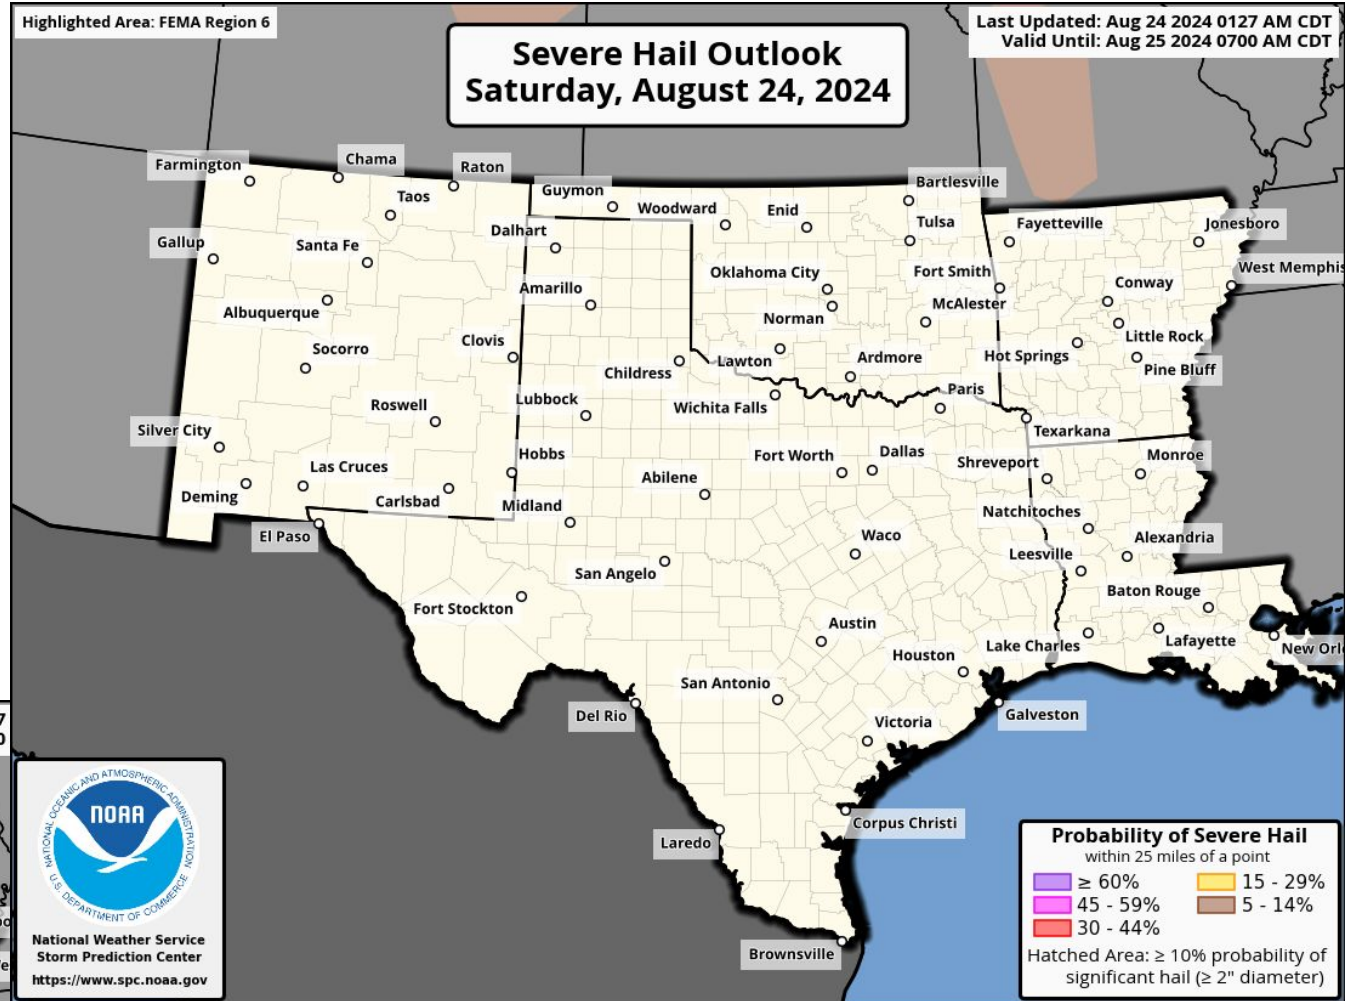 Highlighted Area: FEMA Region 6
Last Updated: Aug 24 2024 0127 AM CDT
Valid Until: Aug 25 2024 0700 AM CDT
Severe Hail Outlook
Saturday, August 24, 2024
Farmington
Chama
Raton
Taos
Guymon
Woodward
Enid
Bartlesville
Tulsa
Fayetteville
Jonesboro
Gallup
Santa Fe
Dalhart
Oklahoma City
Fort Smith
West Memphis
Amarillo
Conway
Albuquerque
Norman
McAlester
Socorro
Clovis
Little Rock
Childress
Lawton
Ardmore
Hot Springs
Pine Bluff
Roswell
Lubbock
Wichita Falls
Paris
Silver City
Texarkana
Las Cruces
Hobbs
Abilene
Fort Worth
Dallas
Shreveport
Monroe
Deming
Carlsbad
Midland
Natchitoches
El Paso
Waco
Alexandria
San Angelo
Leesville
Fort Stockton
Baton Rouge
Austin
Lake Charles
Lafayette
New Orl
Houston
San Antonio
Del Rio
Victoria
Galveston
Laredo
Corpus Christi
Brownsville
7
0
NATIONAL OCEANIC AND ATMOSPHERIC ADMINISTRATION
NOAA
U.S. DEPARTMENT OF COMMERCE
National Weather Service
Storm Prediction Center
https://www.spc.noaa.gov
Probability of Severe Hail
within 25 miles of a point
≥ 60%
15 - 29%
45 - 59%
5 - 14%
30 - 44%
Hatched Area: ≥ 10% probability of
significant hail (≥ 2" diameter)